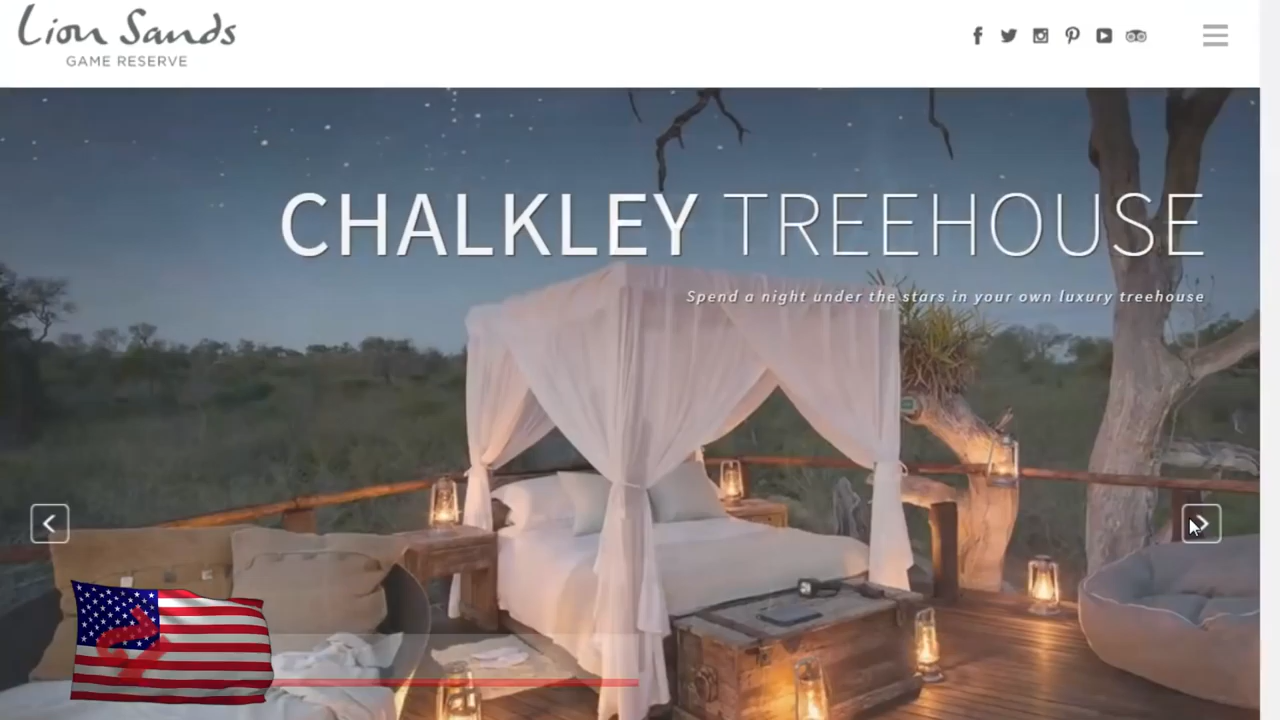 Lion Sands
GAME RESERVE
CHALKLEY TREEHOUSE
Spend a night under the stars in your own luxury treehouse